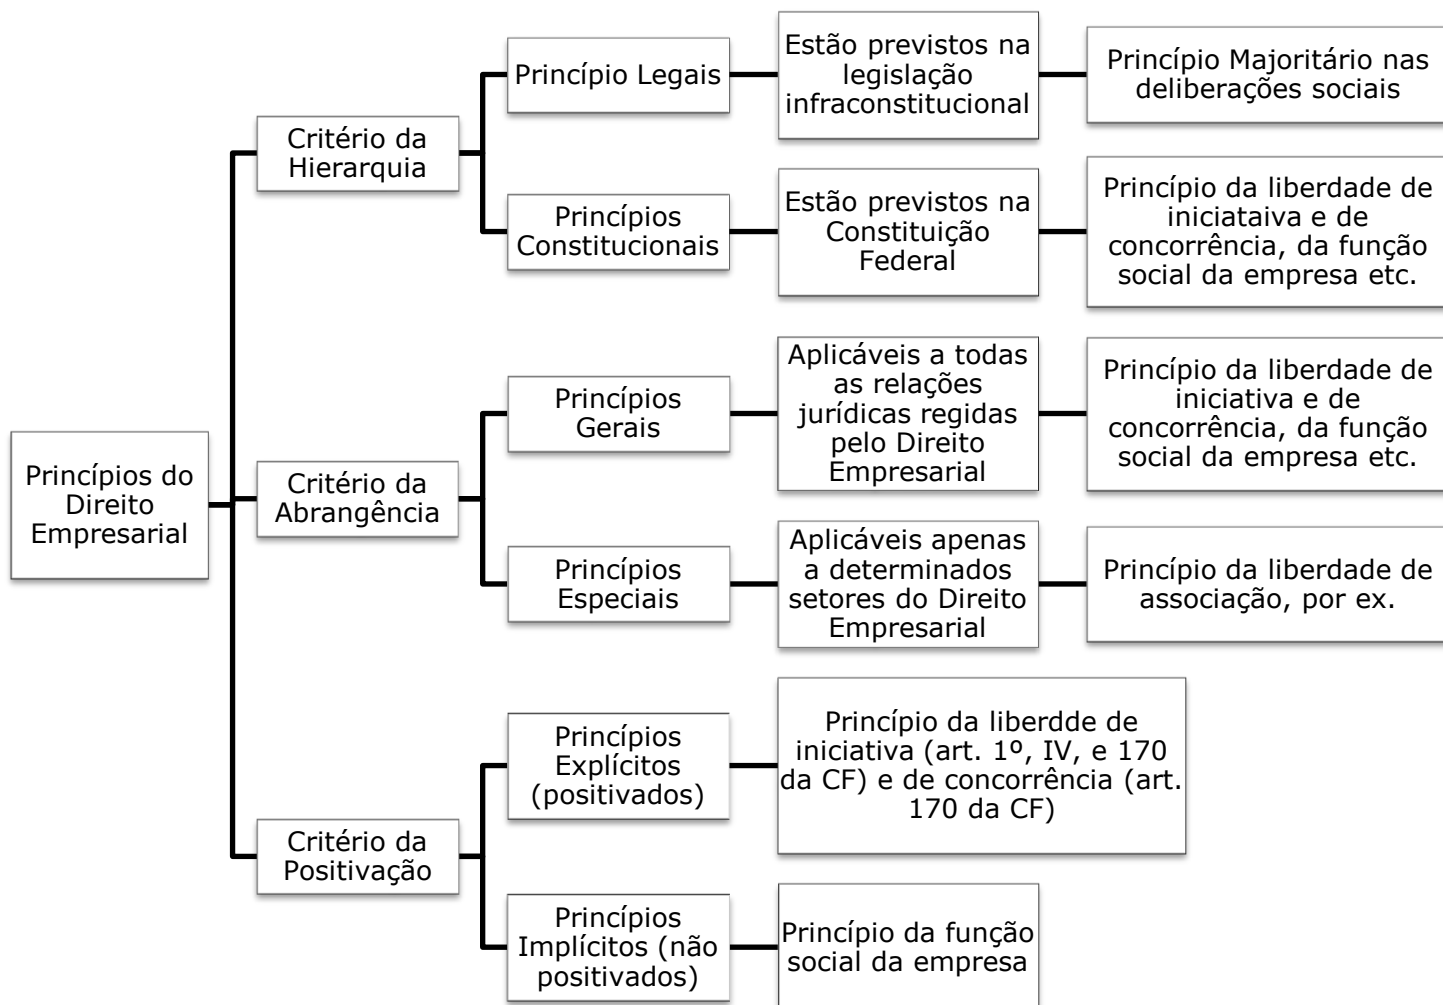 Princípios do
Direito
Empresarial
Critério da
Hierarquia
Princípio Legais
Estão previstos na
legislação
infraconstitucional
Princípio Majoritário nas
deliberações sociais
Princípios
Constitucionais
Estão previstos na
Constituição
Federal
Princípio da liberdade de
iniciataiva e de
concorrência, da função
social da empresa etc.
Critério da
Abrangência
Princípios
Gerais
Aplicáveis a todas
as relações
jurídicas regidas
pelo Direito
Empresarial
Princípio da liberdade de
iniciativa e de
concorrência, da função
social da empresa etc.
Princípios
Especiais
Aplicáveis apenas
a determinados
setores do Direito
Empresarial
Princípio da liberdade de
associação, por ex.
Critério da
Positivação
Princípios
Explícitos
(positivados)
Princípio da liberdde de
iniciativa (art. 1º, IV, e 170
da CF) e de concorrência (art.
170 da CF)
Princípios
Implícitos (não
positivados)
Princípio da função
social da empresa